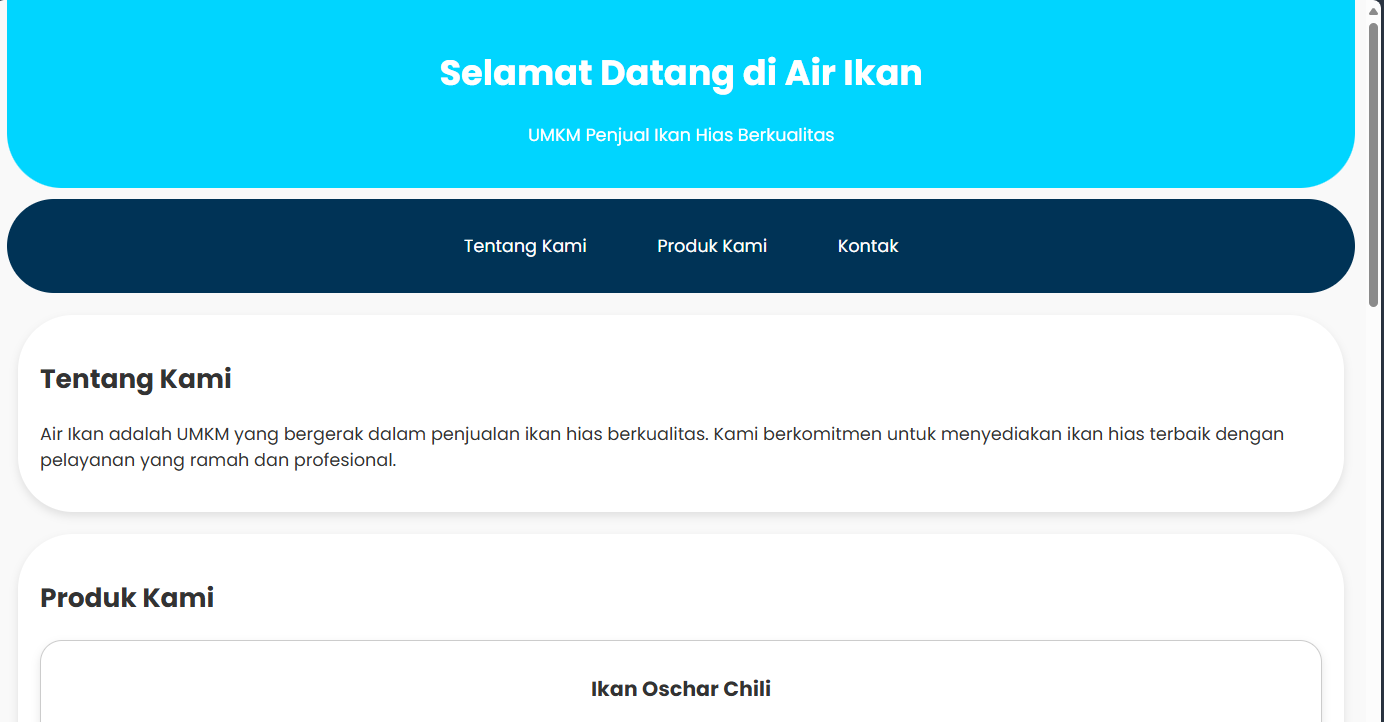 Selamat Datang di Air Ikan
UMKM Penjual Ikan Hias Berkualitas
Tentang Kami Produk Kami Kontak
Tentang Kami
Air Ikan adalah UMKM yang bergerak dalam penjualan ikan hias berkualitas. Kami berkomitmen untuk menyediakan ikan hias terbaik dengan
pelayanan yang ramah dan profesional.
Produk Kami
Ikan Oschar Chili